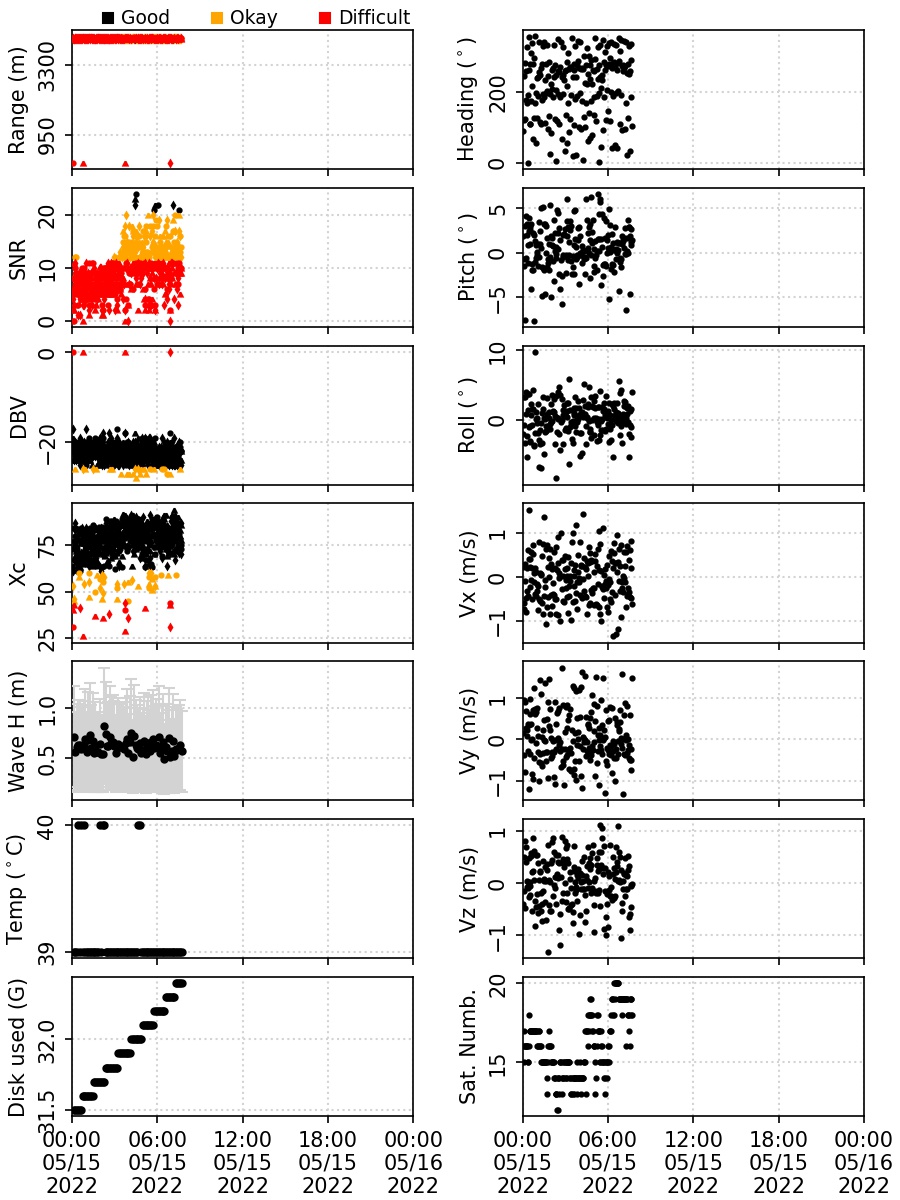 Good Okay Difficult
Range (m)
3300
950
Heading (°)
200
0
SNR
20
10
0
Pitch (°)
5
0
−5
DBV
0
−20
Roll (°)
10
0
Xc
75
50
25
Vx (m/s)
1
0
−1
Wave H (m)
1.0
0.5
Vy (m/s)
1
0
−1
Temp (°C)
40
39
Vz (m/s)
1
0
−1
Disk used (G)
32.0
31.5
Sat. Numb.
20
15
00:00 06:00 12:00 18:00 00:00
05/15 05/15 05/15 05/15 05/16
2022 2022 2022 2022 2022
00:00 06:00 12:00 18:00 00:00
05/15 05/15 05/15 05/15 05/16
2022 2022 2022 2022 2022